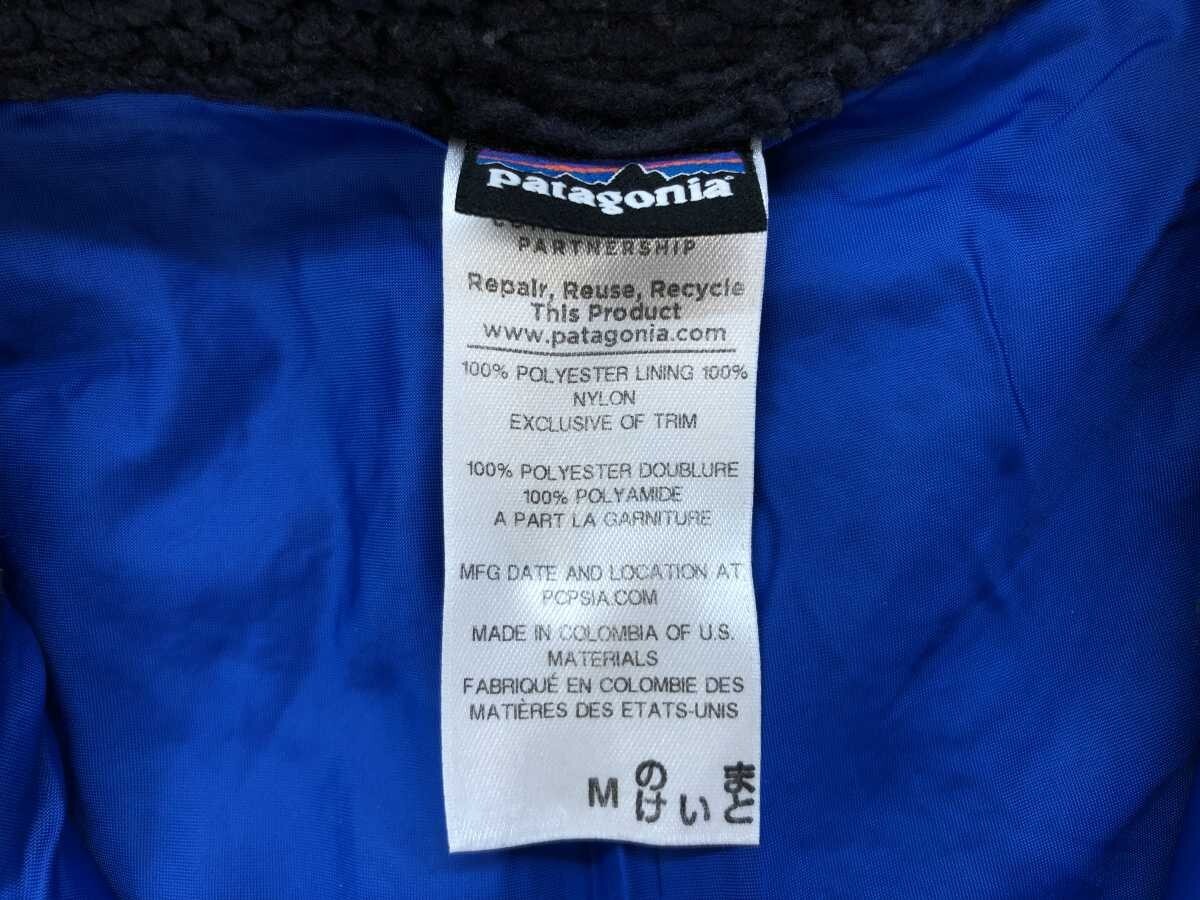 patagonia®
PARTNERSHIP
Repair, Reuse, Recycle
This Product
www.patagonia.com
100% POLYESTER LINING 100%
NYLON
EXCLUSIVE OF TRIM
100% POLYESTER DOUBLURE
100% POLYAMIDE
A PART LA GARNITURE
MFG DATE AND LOCATION AT
PCPSIA.COM
MADE IN COLOMBIA OF U.S.
MATERIALS
FABRIQUÉ EN COLOMBIE DES
MATIÈRES DES ETATS-UNIS
M
のけ
い
まと